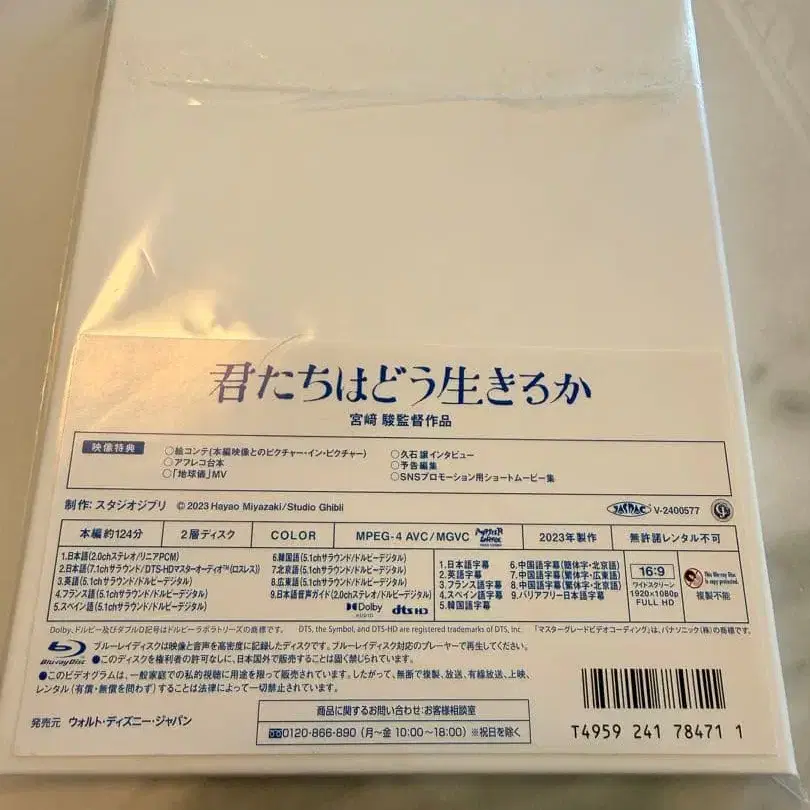 君たちはどう生きるか
宮﨑 駿監督作品
映像特典
○絵コンテ(本編映像とのピクチャー・イン・ピクチャー)
○アフレコ台本
○「地球儀」MV
○久石 譲インタビュー
○予告編集
○SNSプロモーション用ショートムービー集
制作: スタジオジブリ © 2023 Hayao Miyazaki/Studio Ghibli
JASRAC V-2400577
本編 約124分 2層ディスク COLOR MPEG-4 AVC/MGVC 2023年製作 無許諾レンタル不可
1.日本語(2.0chステレオ/リニアPCM)
2.日本語(7.1chサラウンド/DTS-HDマスターオーディオ™(ロスレス))
3.英語(5.1chサラウンド/ドルビーデジタル)
4.フランス語(5.1chサラウンド/ドルビーデジタル)
5.スペイン語(5.1chサラウンド/ドルビーデジタル)
6.韓国語(5.1chサラウンド/ドルビーデジタル)
7.北京語(5.1chサラウンド/ドルビーデジタル)
8.広東語(5.1chサラウンド/ドルビーデジタル)
9.日本語音声ガイド(2.0chステレオ/ドルビーデジタル)
Dolby AUDIO dts HD
1.日本語字幕
2.英語字幕
3.フランス語字幕
4.スペイン語字幕
5.韓国語字幕
6.中国語字幕(簡体字・北京語)
7.中国語字幕(繁体字・広東語)
8.中国語字幕(繁体字・北京語)
9.バリアフリー日本語字幕
16:9
ワイドスクリーン
1920×1080p
FULL HD
This Blu-ray Disc
is copy protected.
複製不能
Dolby、ドルビー及びダブルD記号はドルビーラボラトリーズの商標です。 DTS, the Symbol, and DTS-HD are registered trademarks of DTS, Inc. 「マスターグレードビデオコーディング」は、パナソニック(株)の商標です。
Blu-ray Disc
ブルーレイディスクは映像と音声を高密度に記録したディスクです。ブルーレイディスク対応のプレーヤーで再生してください。
●このディスクを権利者の許可なしに、日本国外で販売することは固く禁じられています。
●このビデオグラムは、一般家庭での私的視聴に用途を限って販売されています。したがって、無断で複製、放送、有線放送、上映、
レンタル(有償・無償を問わず)することは法律によって一切禁止されています。
発売元 ウォルト・ディズニー・ジャパン
商品に関するお問い合わせ:お客様相談室
0120-866-890 (月〜金 10:00〜18:00) ※祝日を除く
T4959 241 78471 1